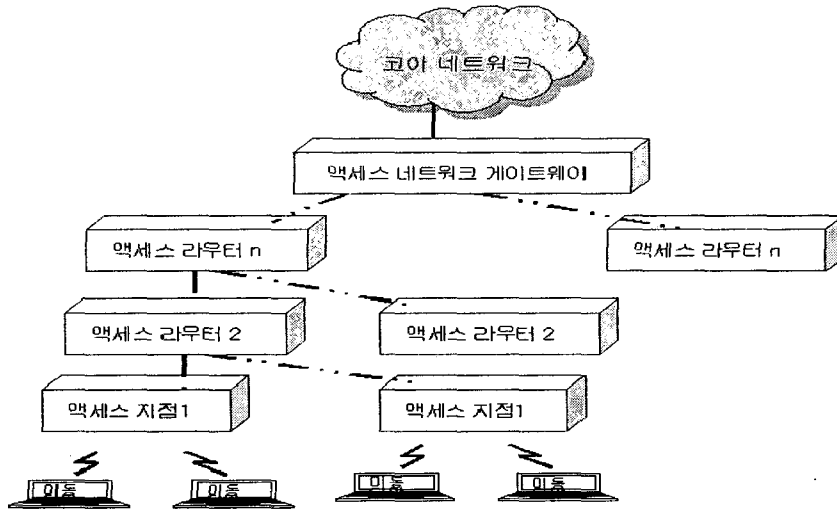 코아 네트워크
액세스 네트워크 게이트웨이
액세스 라우터 n
액세스 라우터 n
액세스 라우터 2
액세스 라우터 2
액세스 지점1
액세스 지점1
이동
이동
이동
이동